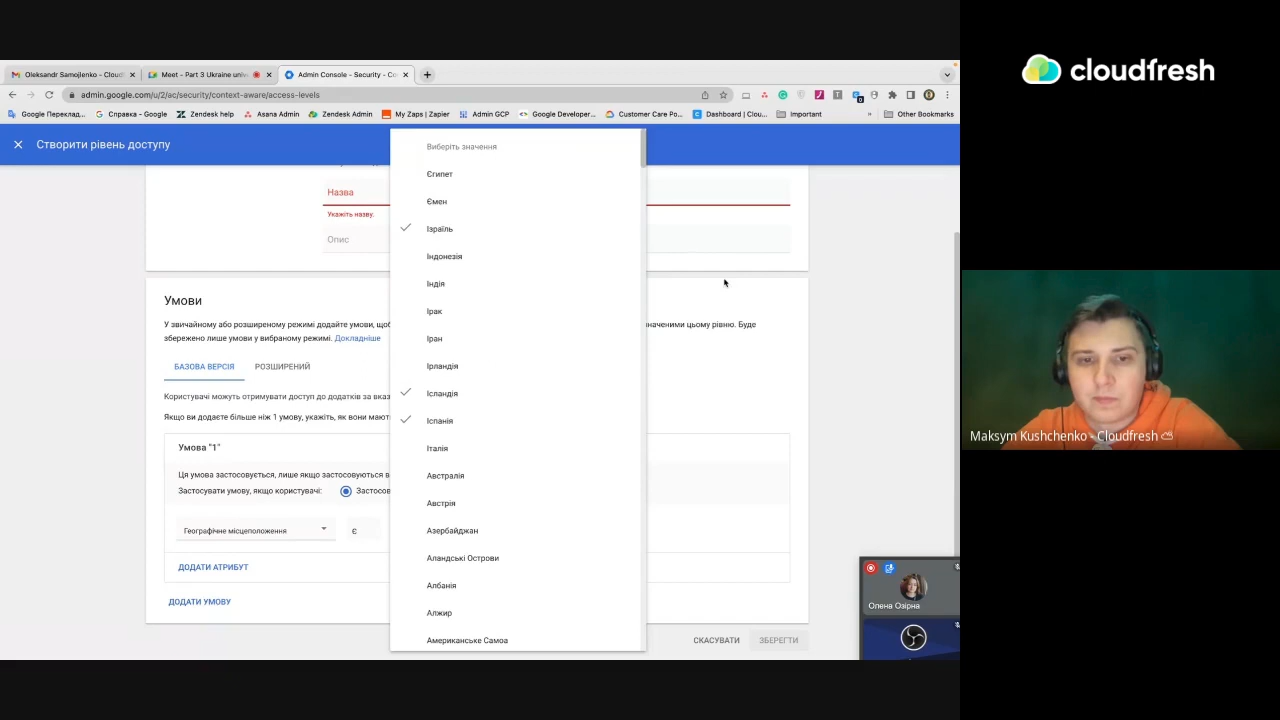 Oleksandr Samojlenko - Cloud
Meet - Part 3 Ukraine univ
Admin Console - Security - Co
admin.google.com/u/2/ac/security/context-aware/access-levels
Google Переклад...
Справка - Google
Zendesk help
Asana Admin
Zendesk Admin
My Zaps | Zapier
Admin GCP
Google Developer...
Customer Care Po...
Dashboard | Clou...
Important
»
Other Bookmarks
Створити рівень доступу
Назва
Укажіть назву.
Опис
Умови
У звичайному або розширеному режимі додайте умови, щоб
значеними цьому рівню. Буде
збережено лише умови у вибраному режимі. Докладніше
БАЗОВА ВЕРСІЯ
РОЗШИРЕНИЙ
Користувачі можуть отримувати доступ до додатків за вказ
Якщо ви додаєте більше ніж 1 умову, укажіть, як вони мают
Умова "1"
Ця умова застосовується, лише якщо застосовуються в
Застосувати умову, якщо користувачі:
Застосов
Географічне місцеположення
є
ДОДАТИ АТРИБУТ
ДОДАТИ УМОВУ
СКАСУВАТИ
ЗБЕРЕГТИ
Виберіть значення
Єгипет
Ємен
Ізраїль
Індонезія
Індія
Ірак
Іран
Ірландія
Ісландія
Іспанія
Італія
Австралія
Австрія
Азербайджан
Аландські Острови
Албанія
Алжир
Американське Самоа
Олена Озірна
cloudfresh
Maksym Kushchenko - Cloudfresh